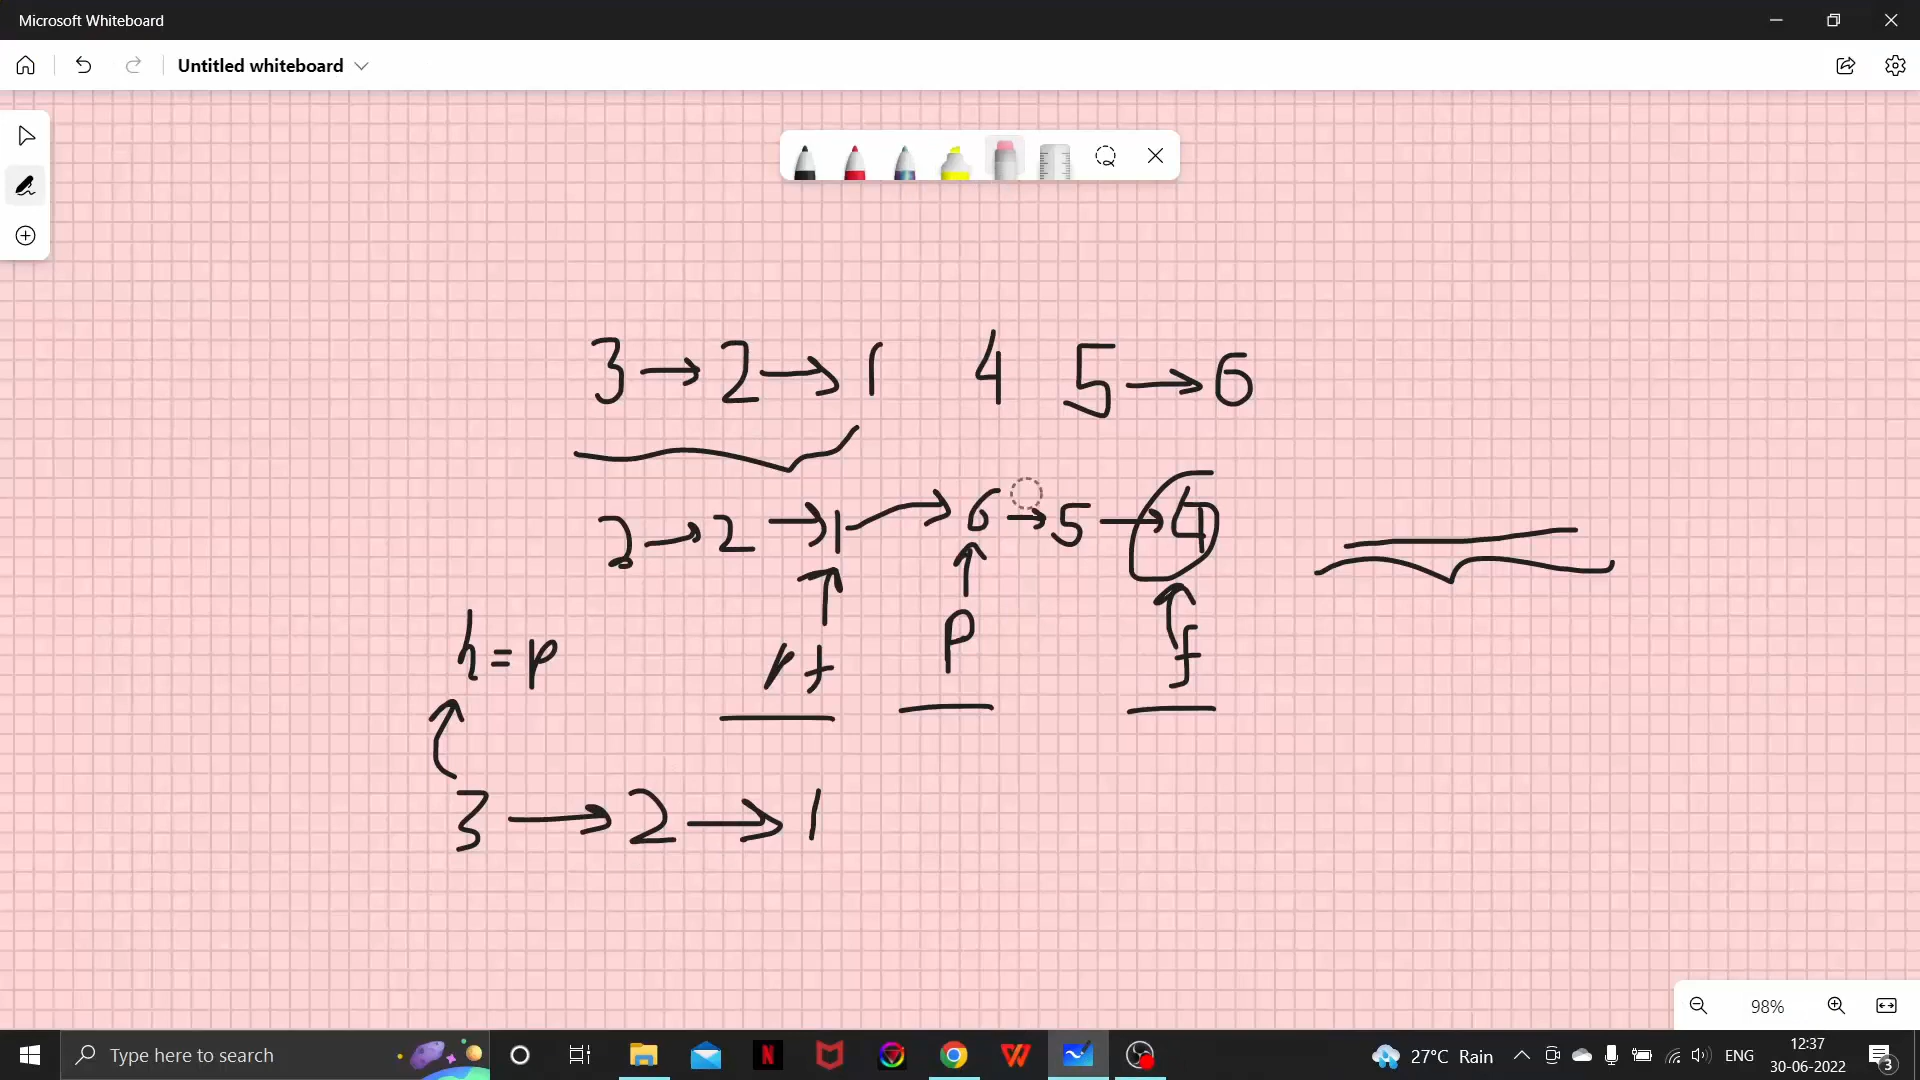 Microsoft Whiteboard
Untitled whiteboard
3 → 2 → 1 4 5 → 6
2 → 2 → 1 → 6 → 5 → 4
h = p
P
f
3 → 2 → 1
98%
Type here to search
27°C Rain
ENG
12:37
30-06-2022
3